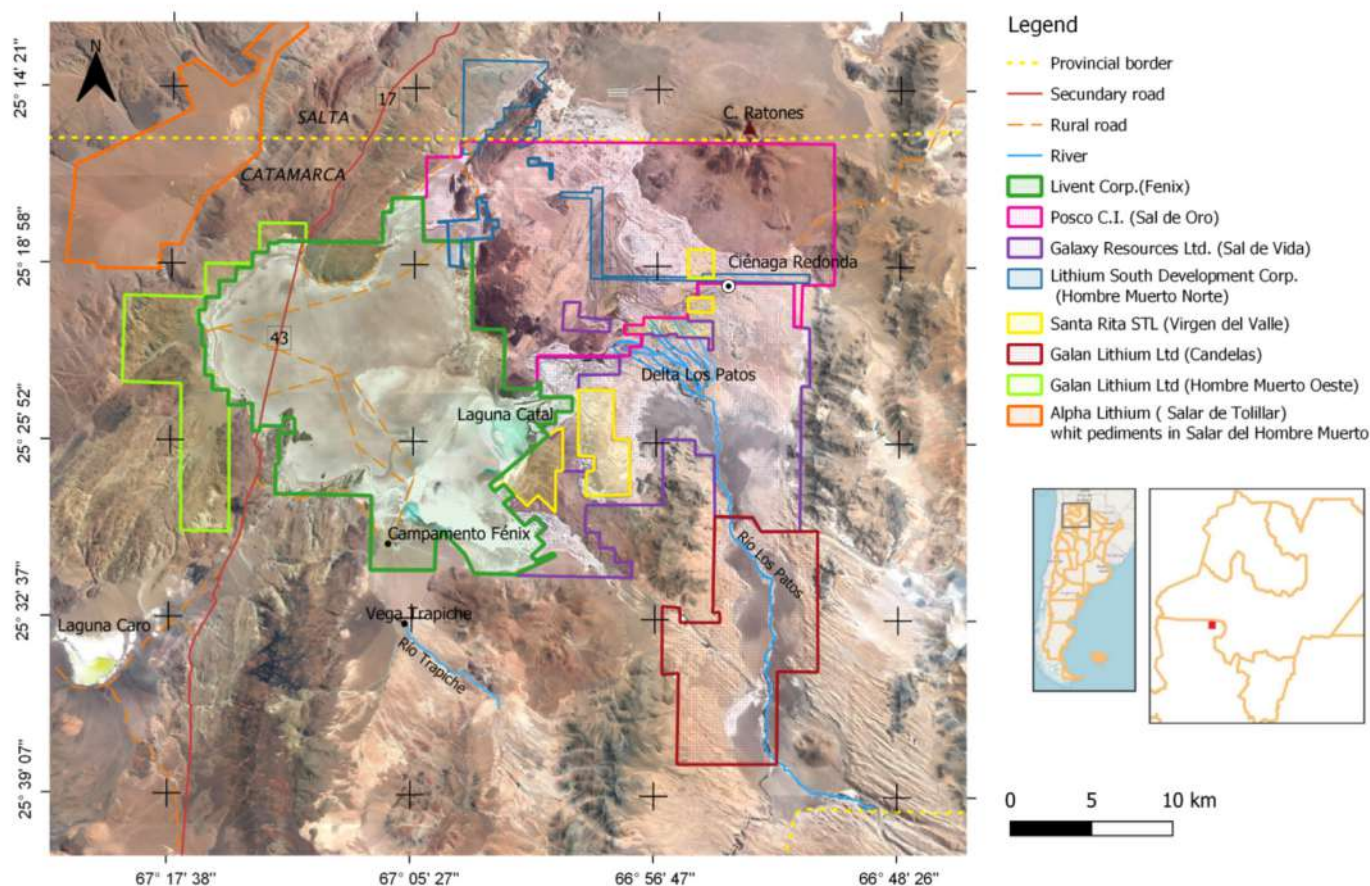 N
25° 14' 21"
25° 18' 58"
25° 25' 52"
25° 32' 37"
25° 39' 07"
SALTA
17
CATAMARCA
C. Ratones
Ciénaga Redonda
43
Delta Los Patos
Laguna Catal
Campamento Fénix
Río Los Patos
Vega Trapiche
Laguna Caro
Río Trapiche
67° 17' 38"
67° 05' 27"
66° 56' 47"
66° 48' 26"
Legend
Provincial border
Secundary road
Rural road
River
Livent Corp.(Fenix)
Posco C.I. (Sal de Oro)
Galaxy Resources Ltd. (Sal de Vida)
Lithium South Development Corp.
(Hombre Muerto Norte)
Santa Rita STL (Virgen del Valle)
Galan Lithium Ltd (Candelas)
Galan Lithium Ltd (Hombre Muerto Oeste)
Alpha Lithium ( Salar de Tolillar)
whit pediments in Salar del Hombre Muerto
0 5 10 km